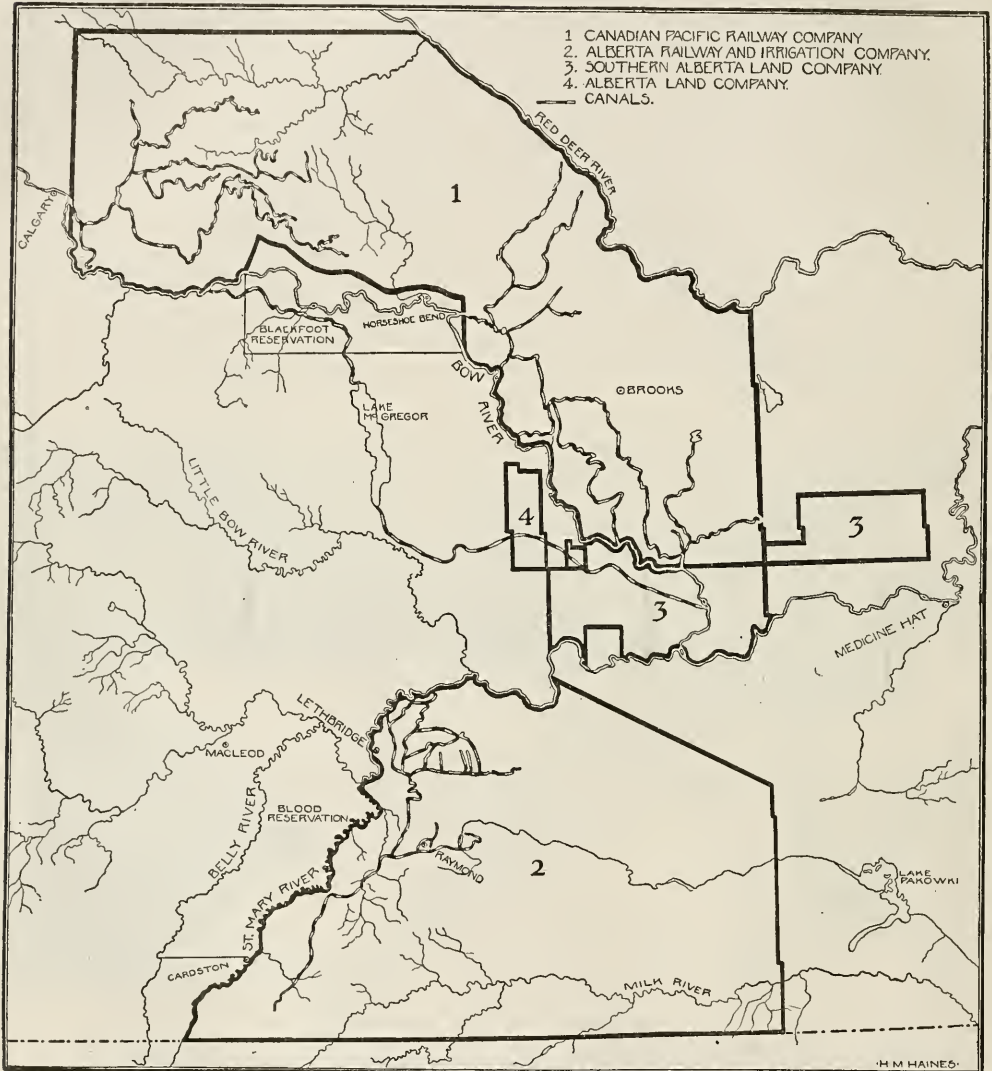 1 CANADIAN PACIFIC RAILWAY COMPANY
2. ALBERTA RAILWAY AND IRRIGATION COMPANY.
3. SOUTHERN ALBERTA LAND COMPANY.
4. ALBERTA LAND COMPANY.
CANALS.
RED DEER RIVER
1
CALGARY
HORSESHOE BEND
BLACKFOOT
RESERVATION
BOW
RIVER
BROOKS
LAKE
McGREGOR
LITTLE
BOW RIVER
4
3
3
MEDICINE HAT
LETHBRIDGE
MACLEOD
BELLY RIVER
BLOOD
RESERVATION
RAYMOND
2
LAKE
PAKOWKI
ST. MARY RIVER
CARDSTON
MILK RIVER
·H M HAINES·